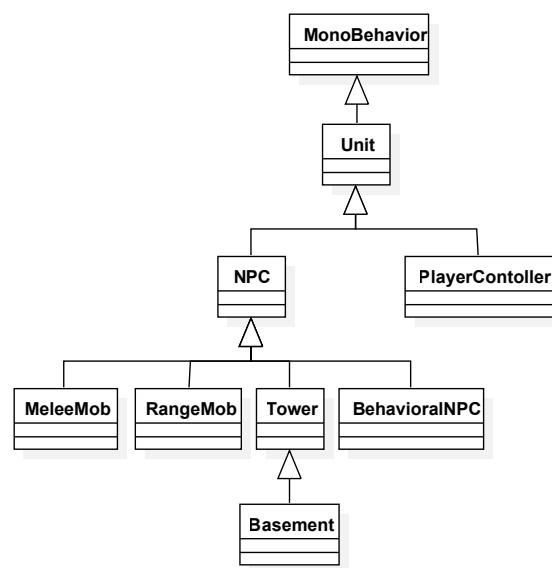 MonoBehavior
Unit
NPC
PlayerContoller
MeleeMob
RangeMob
Tower
BehavioralNPC
Basement